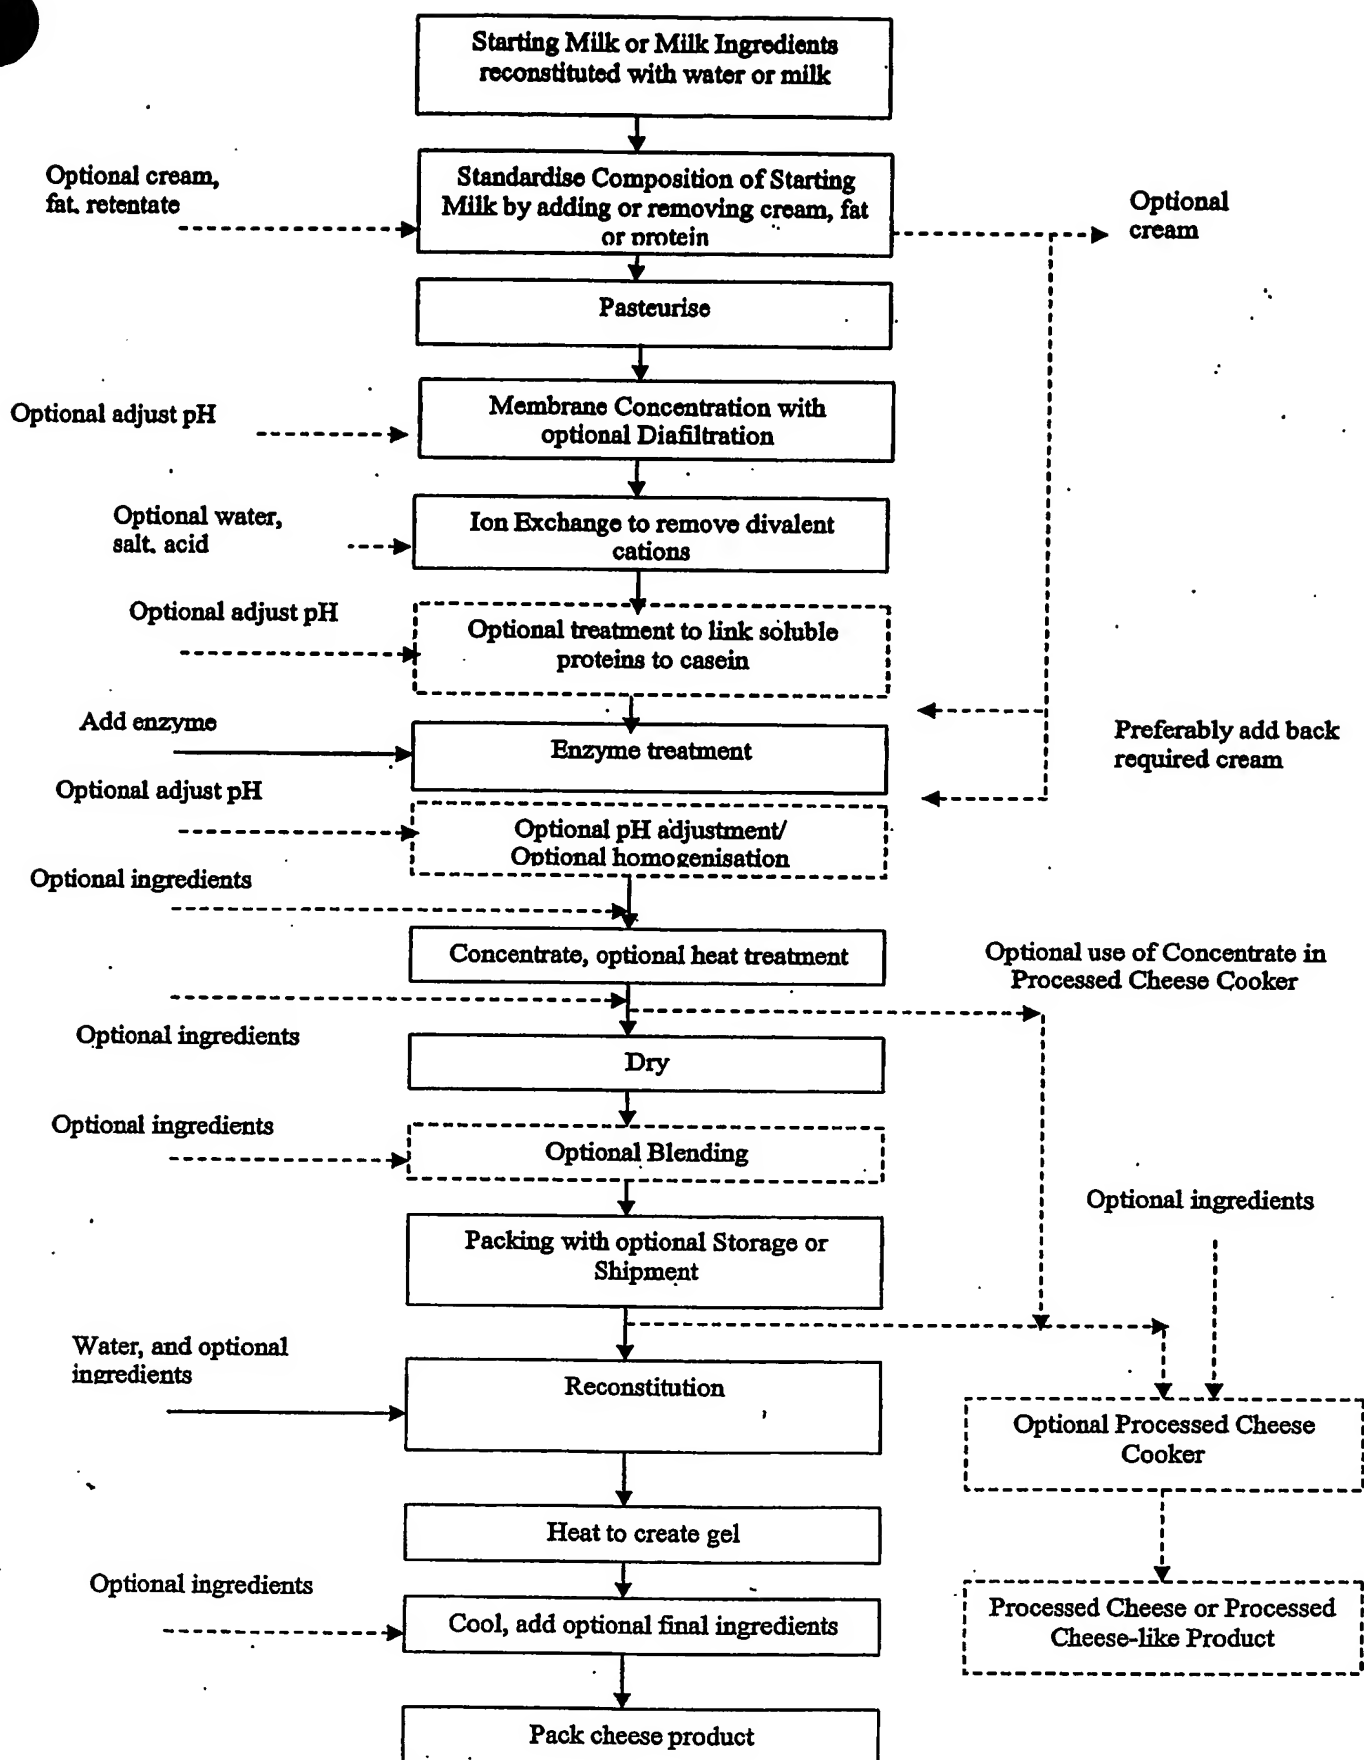 Starting Milk or Milk Ingredients
reconstituted with water or milk
Optional cream,
fat. retentate
Standardise Composition of Starting
Milk by adding or removing cream, fat
or protein
Optional
cream
Pasteurise
Optional adjust pH
Membrane Concentration with
optional Diafiltration
Optional water,
salt. acid
Ion Exchange to remove divalent
cations
Optional adjust pH
Optional treatment to link soluble
proteins to casein
Add enzyme
Enzyme treatment
Preferably add back
required cream
Optional adjust pH
Optional pH adjustment/
Optional homogenisation
Optional ingredients
Concentrate, optional heat treatment
Optional use of Concentrate in
Processed Cheese Cooker
Optional ingredients
Dry
Optional ingredients
Optional Blending
Optional ingredients
Packing with optional Storage or
Shipment
Water, and optional
ingredients
Reconstitution
Optional Processed Cheese
Cooker
Heat to create gel
Optional ingredients
Cool, add optional final ingredients
Processed Cheese or Processed
Cheese-like Product
Pack cheese product